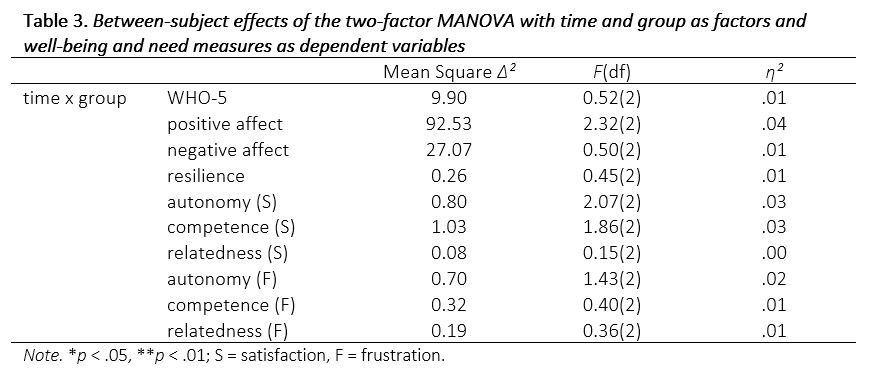 Table 3. Between-subject effects of the two-factor MANOVA with time and group as factors and
well-being and need measures as dependent variables
Mean Square Δ² F(df) η²
time x group WHO-5 9.90 0.52(2) .01
positive affect 92.53 2.32(2) .04
negative affect 27.07 0.50(2) .01
resilience 0.26 0.45(2) .01
autonomy (S) 0.80 2.07(2) .03
competence (S) 1.03 1.86(2) .03
relatedness (S) 0.08 0.15(2) .00
autonomy (F) 0.70 1.43(2) .02
competence (F) 0.32 0.40(2) .01
relatedness (F) 0.19 0.36(2) .01
Note. *p < .05, **p < .01; S = satisfaction, F = frustration.